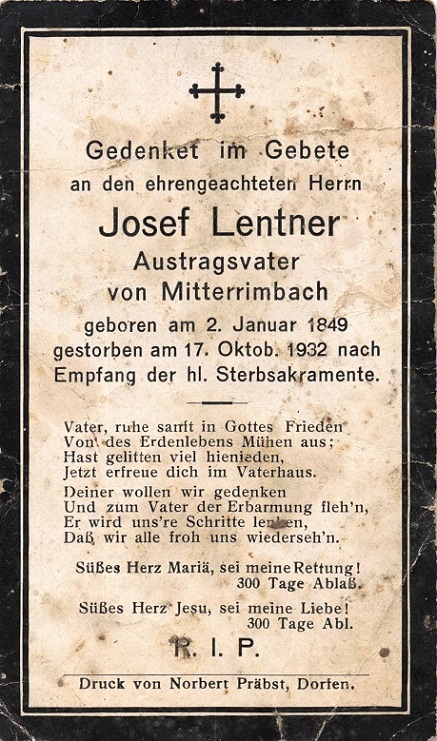 Gedenket im Gebete
an den ehrengeachteten Herrn
Josef Lentner
Austragsvater
von Mitterrimbach
geboren am 2. Januar 1849
gestorben am 17. Oktob. 1932 nach
Empfang der hl. Sterbsakramente.
Vater, ruhe sanft in Gottes Frieden
Von des Erdenlebens Mühen aus;
Hast gelitten viel hienieden,
Jetzt erfreue dich im Vaterhaus.
Deiner wollen wir gedenken
Und zum Vater der Erbarmung fleh'n,
Er wird uns're Schritte lenken,
Daß wir alle froh uns wiederseh'n.
Süßes Herz Mariä, sei meine Rettung!
300 Tage Ablaß.
Süßes Herz Jesu, sei meine Liebe!
300 Tage Abl.
R. I. P.
Druck von Norbert Präbst, Dorfen.